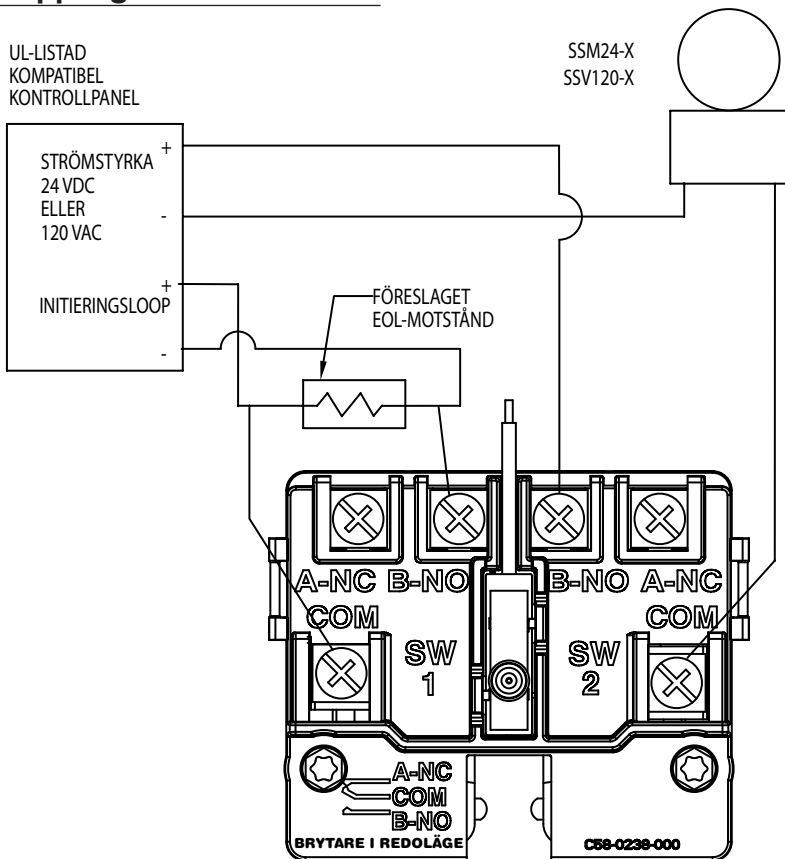 UL-LISTAD
KOMPATIBEL
KONTROLLPANEL
SSM24-X
SSV120-X
+
STRÖMSTYRKA
24 VDC
ELLER
120 VAC
-
+
INITIERINGSLOOP
-
FÖRESLAGET
EOL-MOTSTÅND
A-NC B-NO B-NO A-NC
COM COM
SW
1
SW
2
A-NC
COM
B-NO
BRYTARE I REDOLÄGE
C58-0238-000